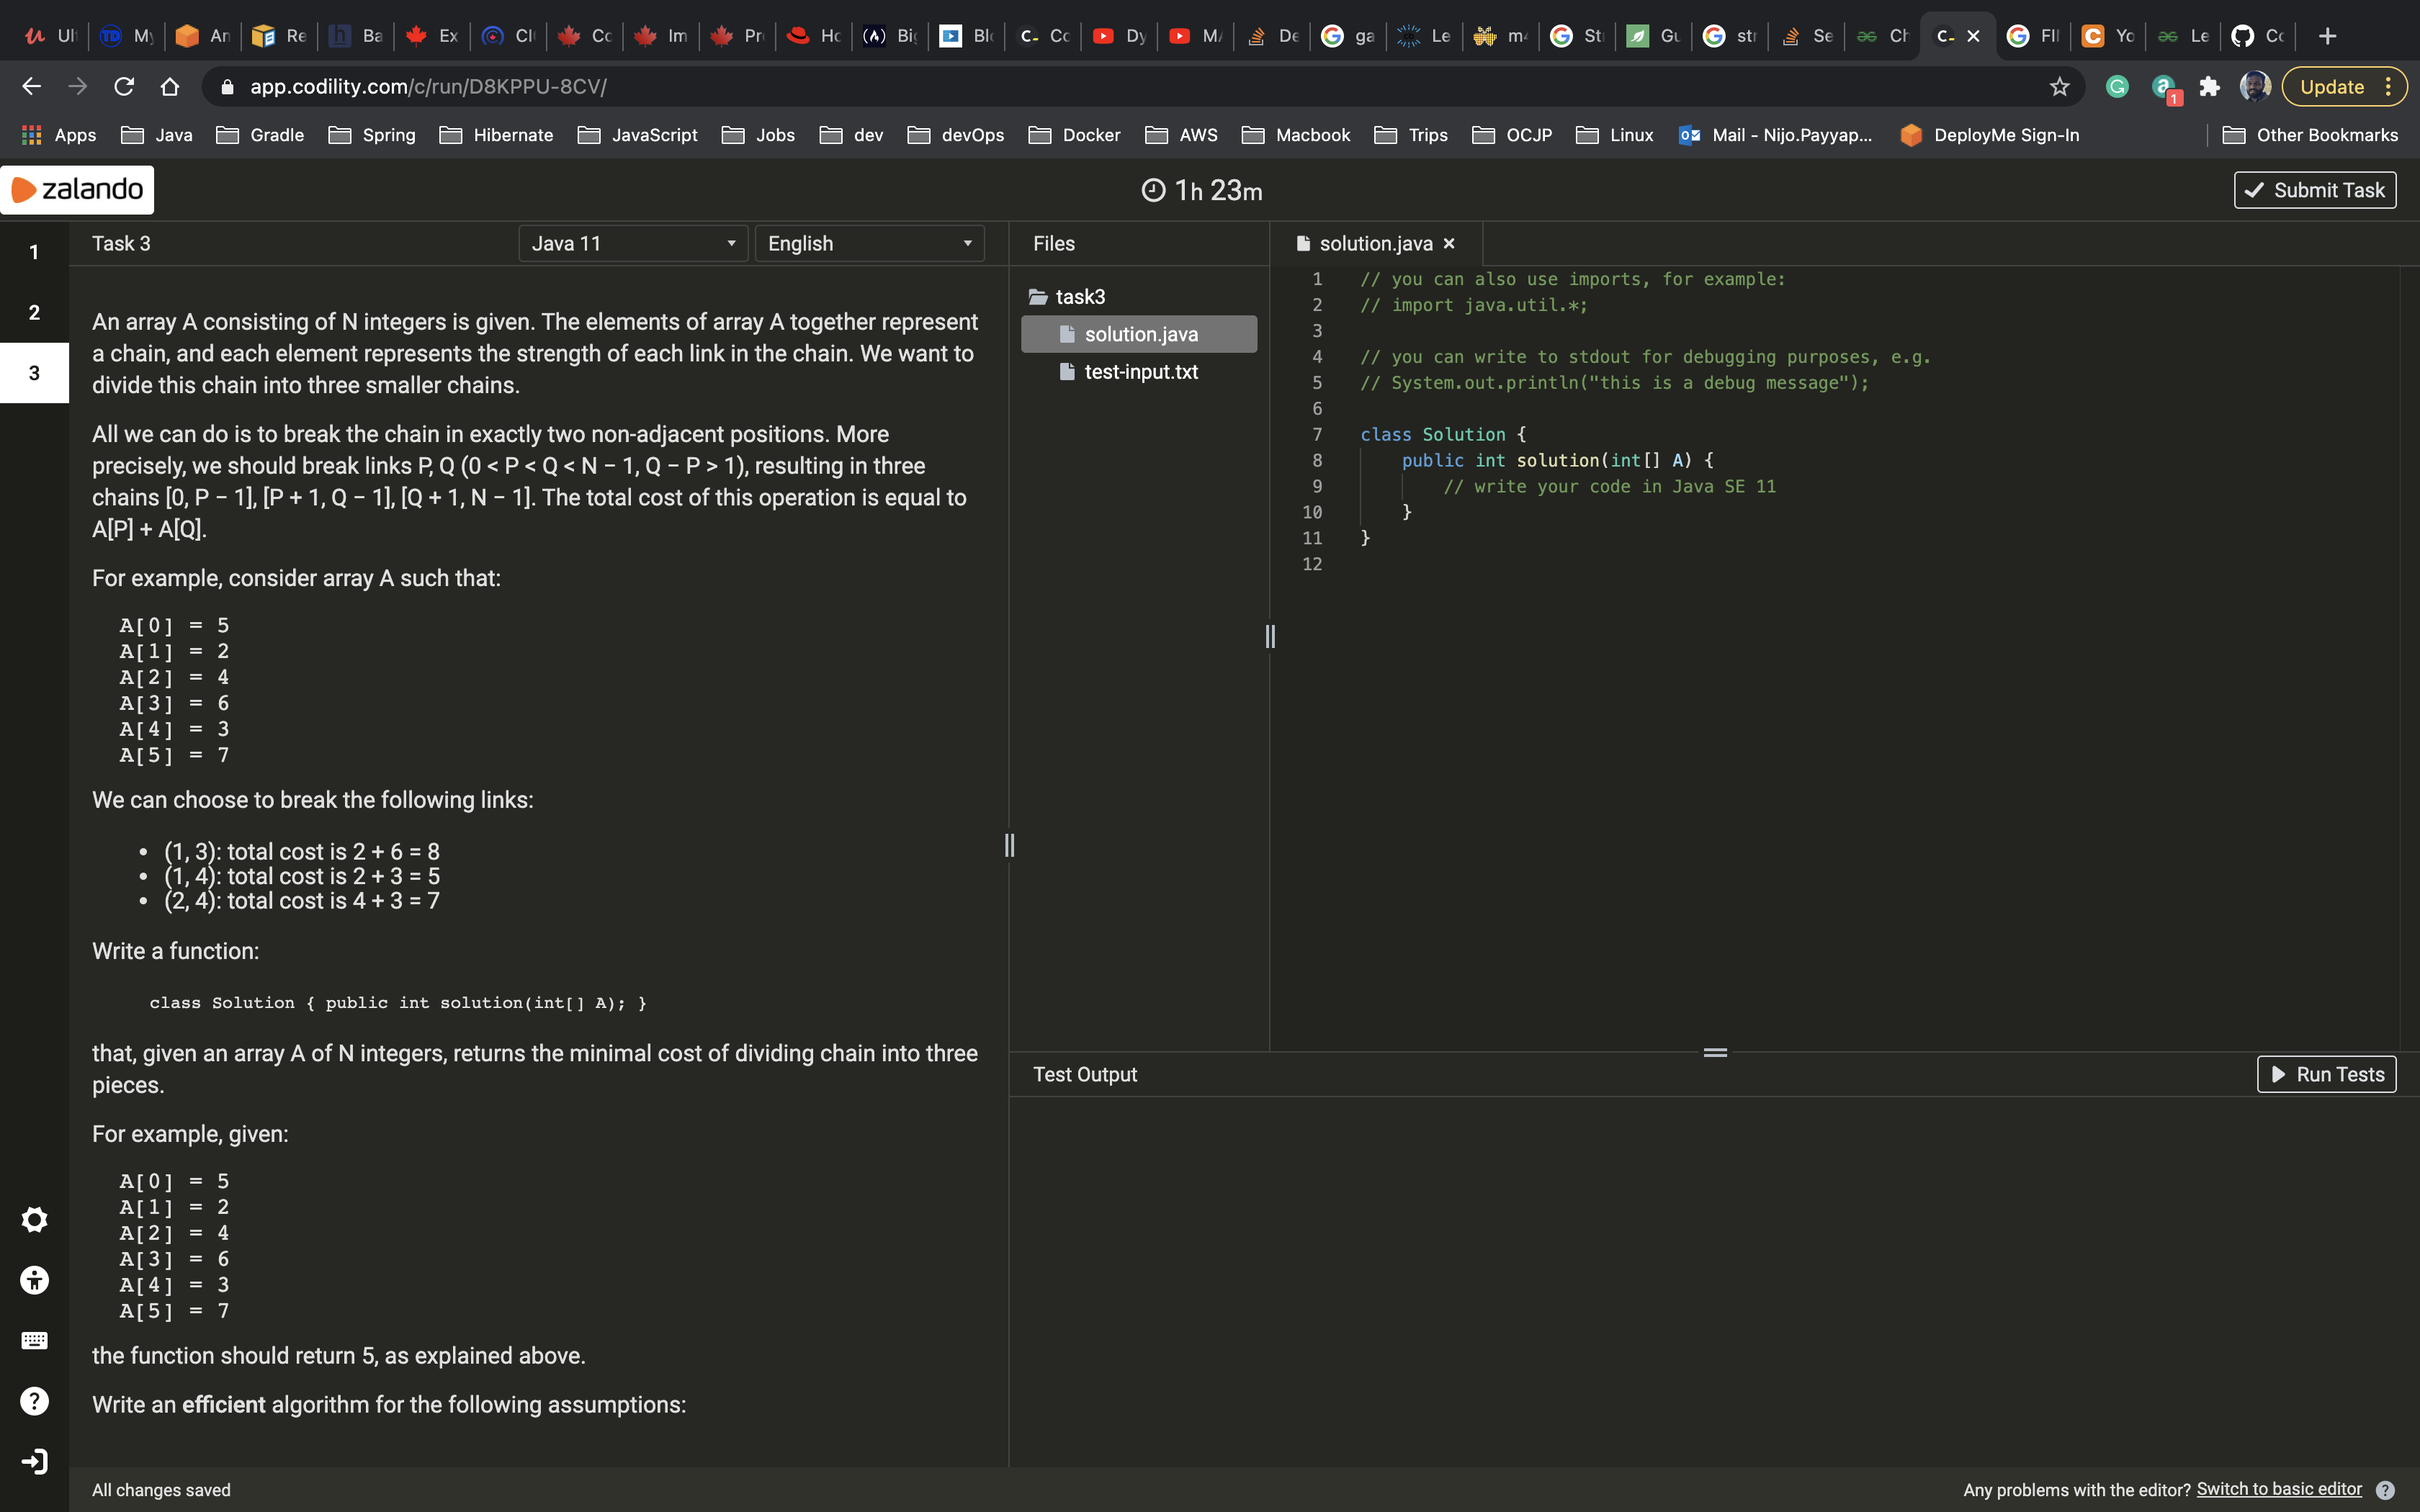 Ul My An Re Ba Ex Cl Cc Im Pr Hc Big Blo Co Dy M De ga Le m St Gu str Se Ch C- FII Yo Le Co
app.codility.com/c/run/D8KPPU-8CV/
1
Update
Apps Java Gradle Spring Hibernate JavaScript Jobs dev devOps Docker AWS Macbook Trips OCJP Linux Mail - Nijo.Payyap... DeployMe Sign-In Other Bookmarks
zalando
1h 23m
Submit Task
1
2
3
Task 3
Java 11
English
An array A consisting of N integers is given. The elements of array A together represent
a chain, and each element represents the strength of each link in the chain. We want to
divide this chain into three smaller chains.
All we can do is to break the chain in exactly two non-adjacent positions. More
precisely, we should break links P, Q (0 < P < Q < N − 1, Q − P > 1), resulting in three
chains [0, P − 1], [P + 1, Q − 1], [Q + 1, N − 1]. The total cost of this operation is equal to
A[P] + A[Q].
For example, consider array A such that:
A[0] = 5
A[1] = 2
A[2] = 4
A[3] = 6
A[4] = 3
A[5] = 7
We can choose to break the following links:
• (1, 3): total cost is 2 + 6 = 8
• (1, 4): total cost is 2 + 3 = 5
• (2, 4): total cost is 4 + 3 = 7
Write a function:
class Solution { public int solution(int[] A); }
that, given an array A of N integers, returns the minimal cost of dividing chain into three
pieces.
For example, given:
A[0] = 5
A[1] = 2
A[2] = 4
A[3] = 6
A[4] = 3
A[5] = 7
the function should return 5, as explained above.
Write an efficient algorithm for the following assumptions:
All changes saved
Files
task3
solution.java
test-input.txt
solution.java ×
1 // you can also use imports, for example:
2 // import java.util.*;
3
4 // you can write to stdout for debugging purposes, e.g.
5 // System.out.println("this is a debug message");
6
7 class Solution {
8 public int solution(int[] A) {
9 // write your code in Java SE 11
10 }
11 }
12
Test Output
Run Tests
Any problems with the editor? Switch to basic editor ?